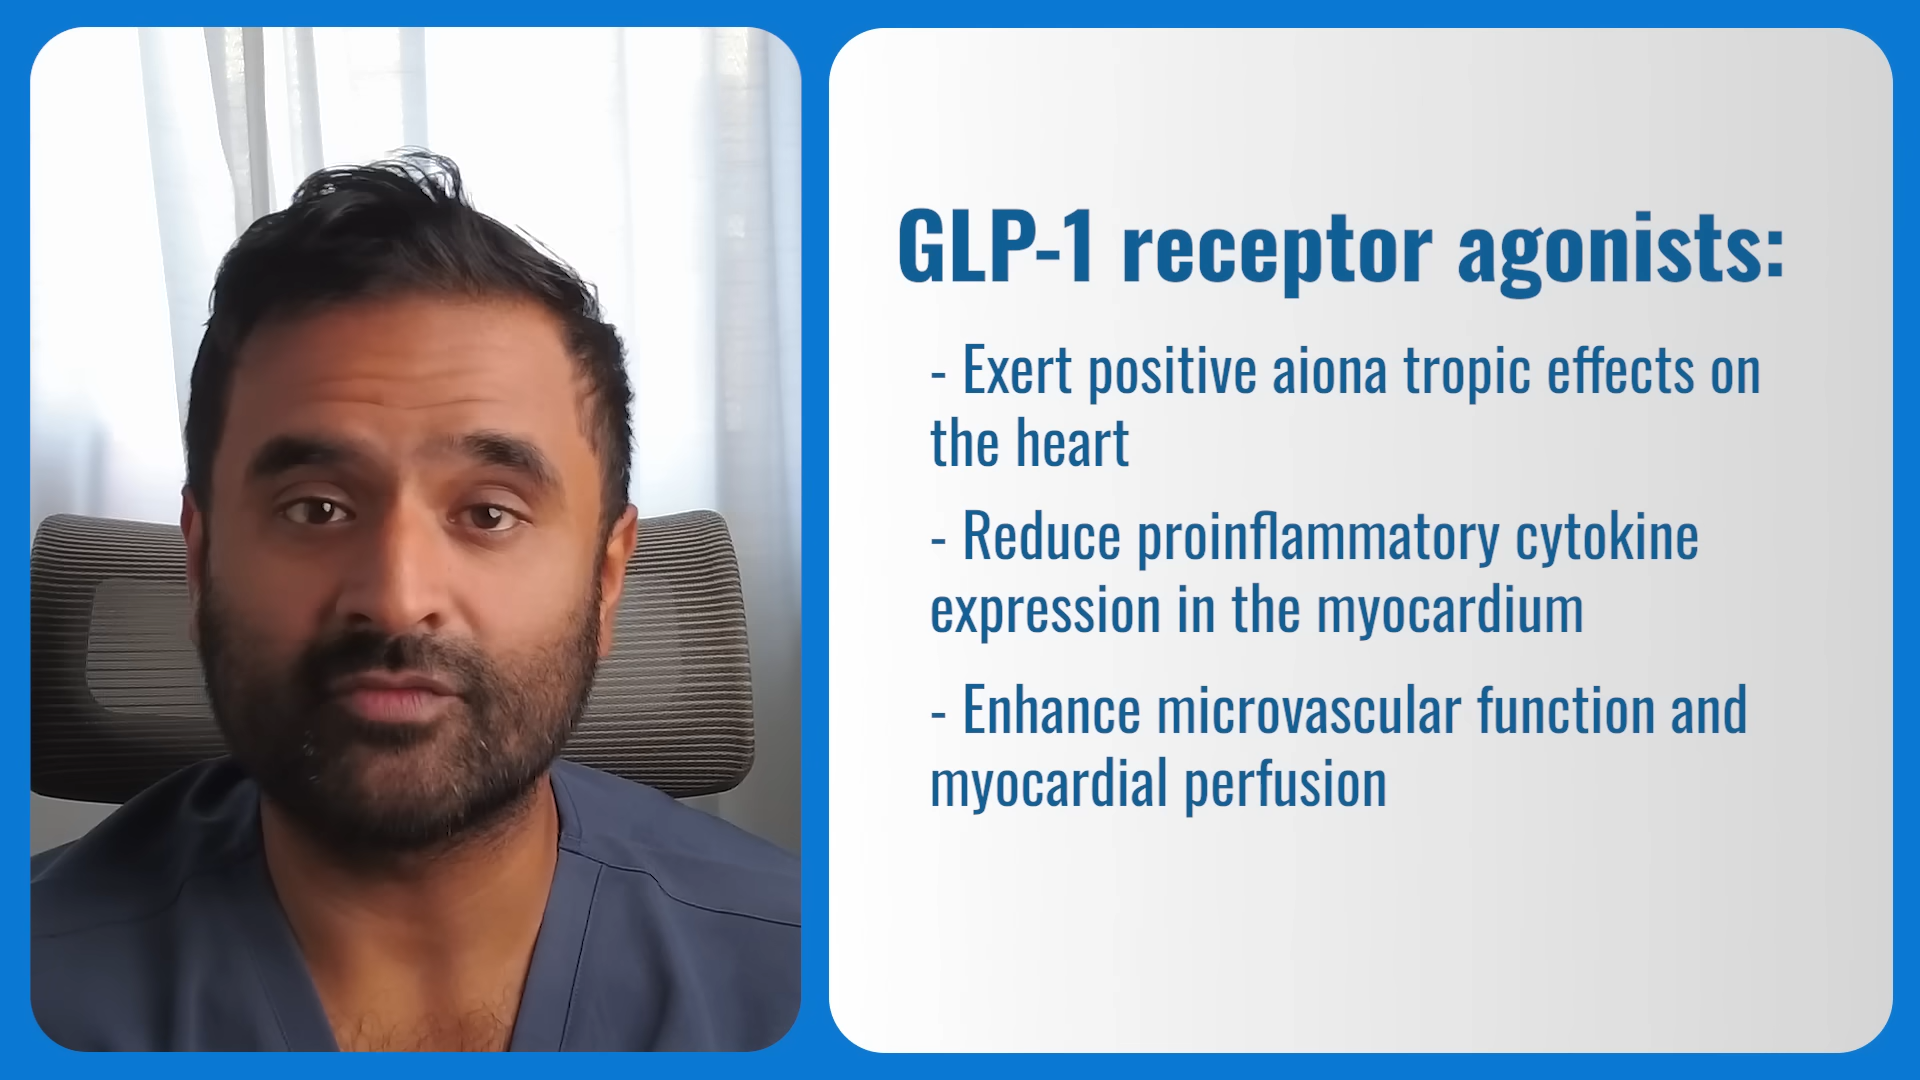 GLP-1 receptor agonists:
- Exert positive aiona tropic effects on
the heart
- Reduce proinflammatory cytokine
expression in the myocardium
- Enhance microvascular function and
myocardial perfusion